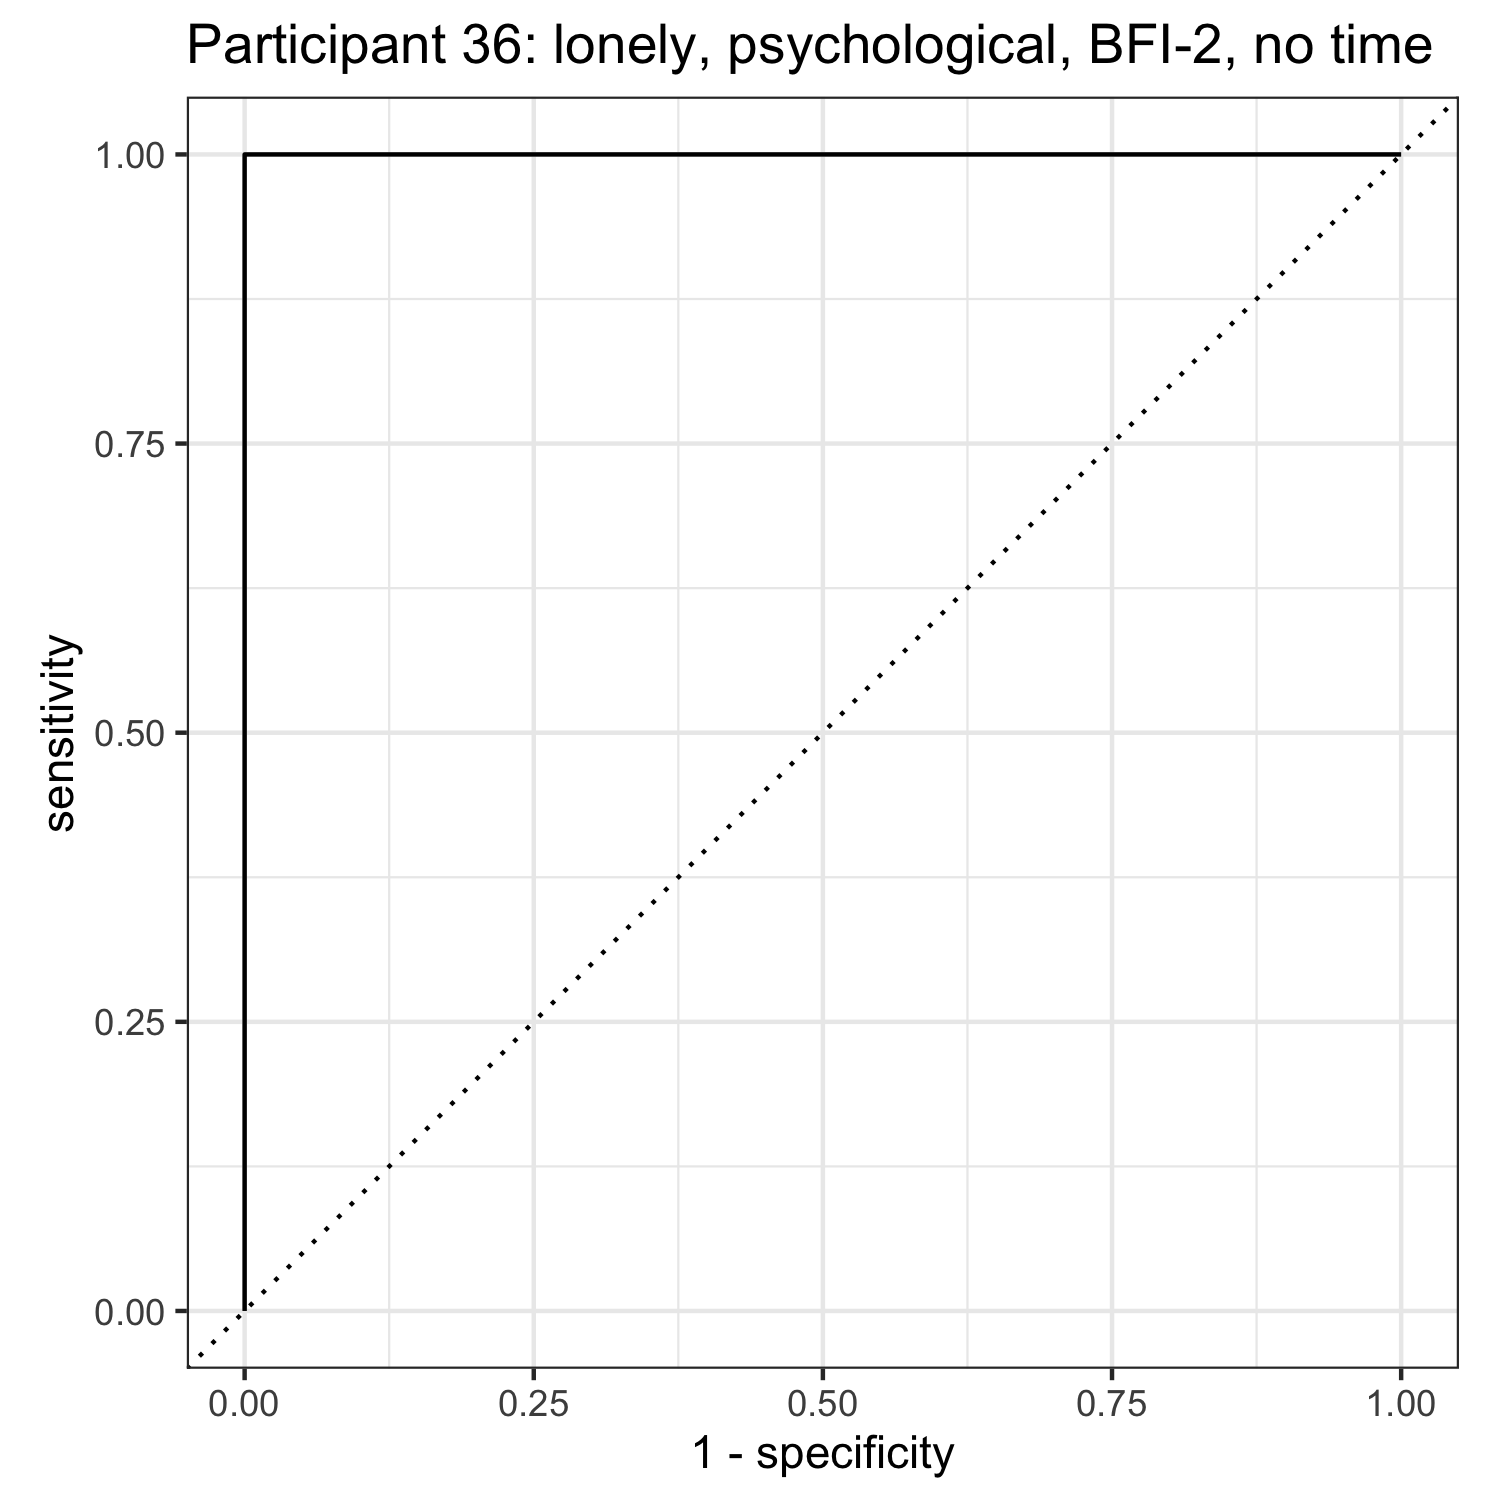 Participant 36: lonely, psychological, BFI-2, no time
1.00
0.75
0.50
0.25
0.00
sensitivity
0.00 0.25 0.50 0.75 1.00
1 - specificity